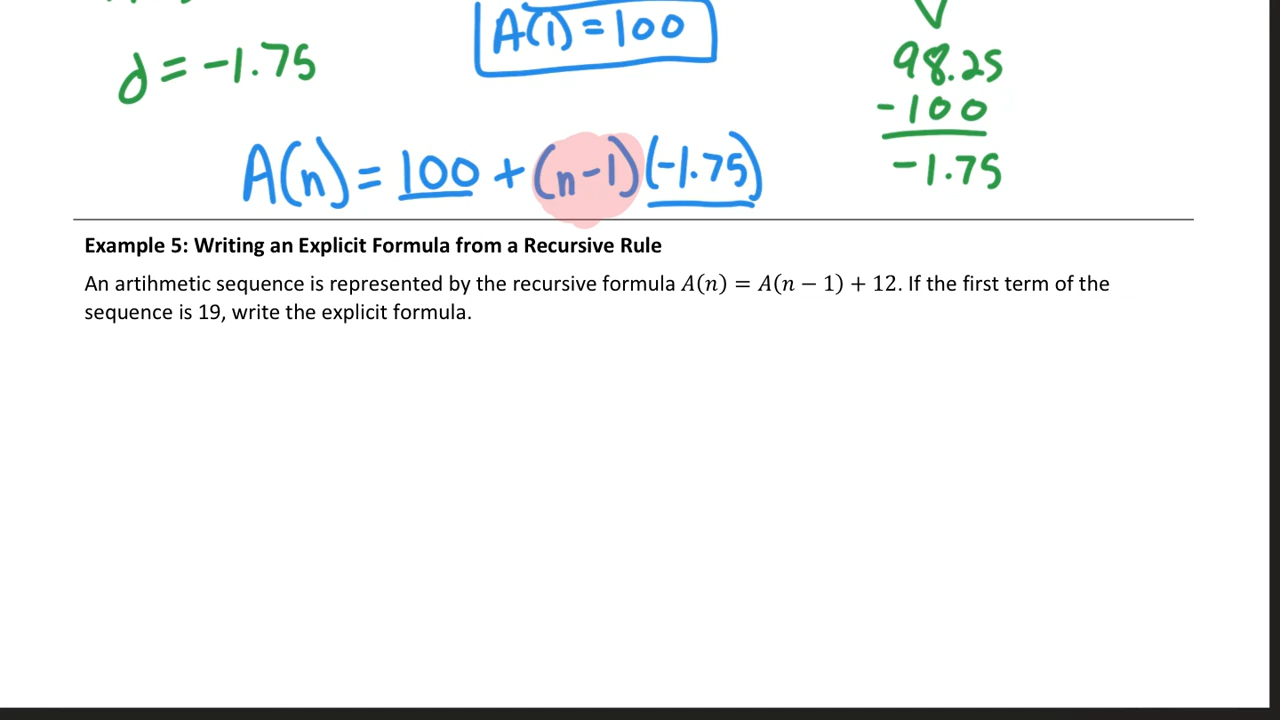 A(1) = 100
d = -1.75
98.25
-100
-1.75
A(n) = 100 + (n-1)(-1.75)
Example 5: Writing an Explicit Formula from a Recursive Rule
An artihmetic sequence is represented by the recursive formula A(n) = A(n − 1) + 12. If the first term of the
sequence is 19, write the explicit formula.